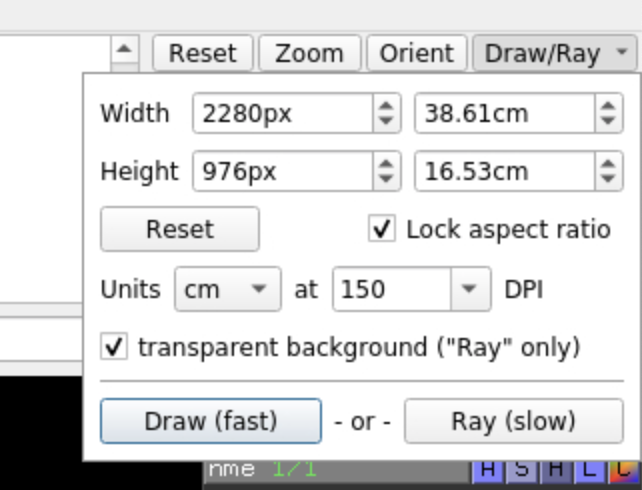 Reset Zoom Orient Draw/Ray
Width 2280px 38.61cm
Height 976px 16.53cm
Reset Lock aspect ratio
Units cm at 150 DPI
transparent background ("Ray" only)
Draw (fast) - or - Ray (slow)
nme 1/1 H S H L C